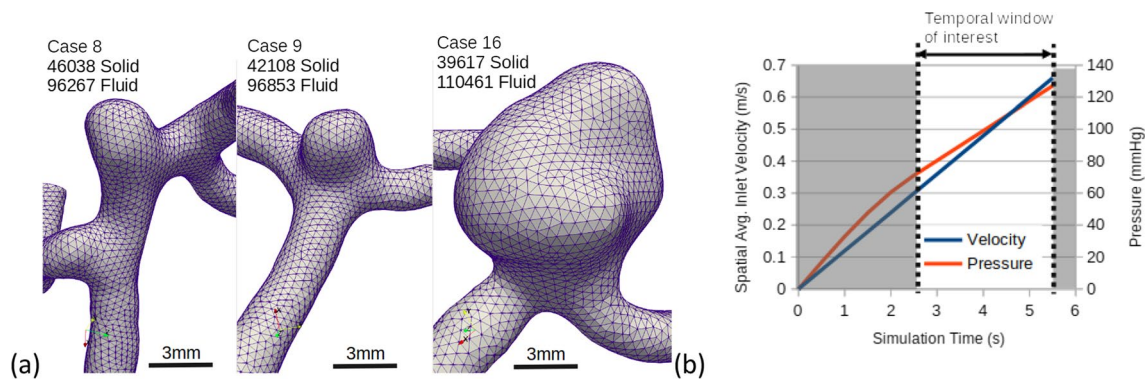 Case 8
46038 Solid
96267 Fluid
Case 9
42108 Solid
96853 Fluid
Case 16
39617 Solid
110461 Fluid
3mm
3mm
3mm
(a)
Temporal window
of interest
0.7
0.6
0.5
0.4
0.3
0.2
0.1
0
Spatial Avg. Inlet Velocity (m/s)
140
120
100
80
60
40
20
0
Pressure (mmHg)
Velocity
Pressure
0 1 2 3 4 5 6
Simulation Time (s)
(b)